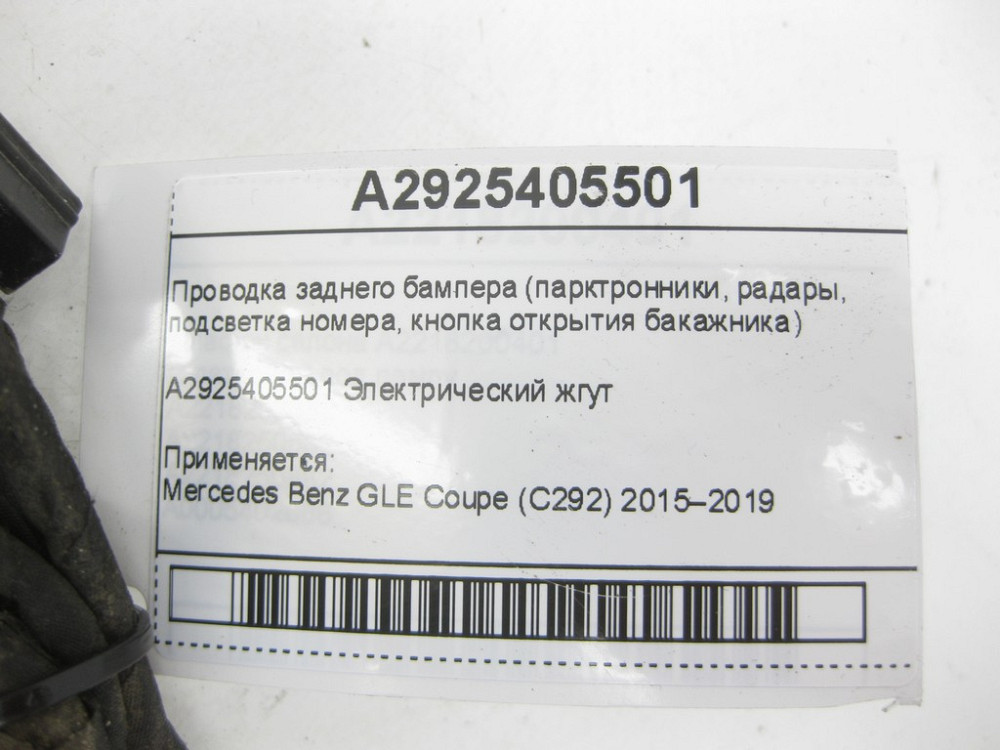 A2925405501
Проводка заднего бампера (парктронники, радары,
подсветка номера, кнопка открытия бакажника)
A2925405501 Электрический жгут
Применяется:
Mercedes Benz GLE Coupe (C292) 2015–2019